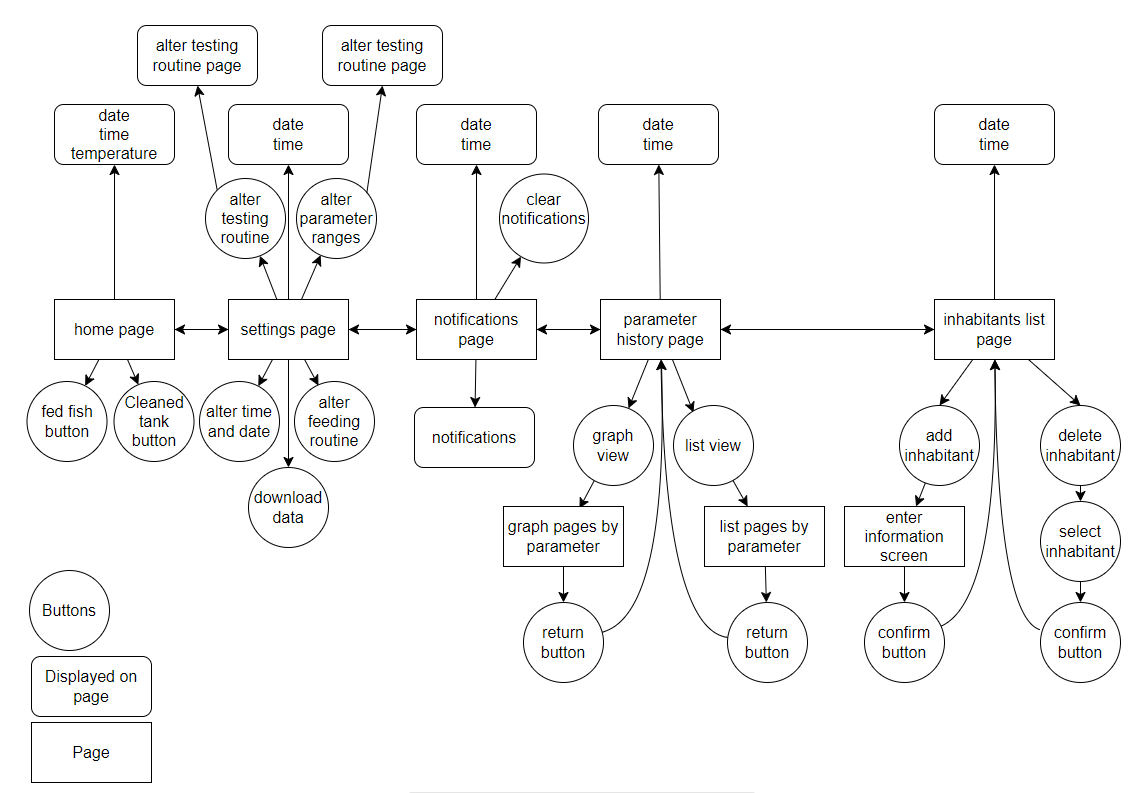 alter testing
routine page
alter testing
routine page
date
time
temperature
date
time
date
time
date
time
date
time
alter
testing
routine
alter
parameter
ranges
clear
notifications
home page
settings page
notifications
page
parameter
history page
inhabitants list
page
fed fish
button
Cleaned
tank
button
alter time
and date
alter
feeding
routine
notifications
graph
view
list view
add
inhabitant
delete
inhabitant
download
data
graph pages by
parameter
list pages by
parameter
enter
information
screen
select
inhabitant
return
button
return
button
confirm
button
confirm
button
Buttons
Displayed on
page
Page